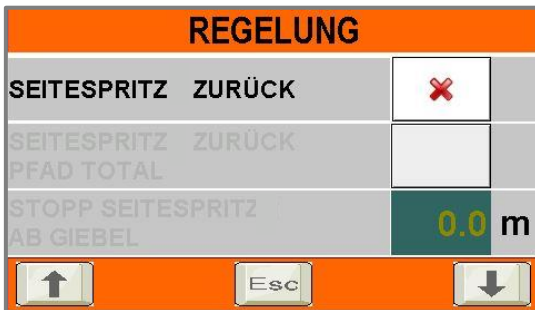 REGELUNG
SEITESPRITZ ZURÜCK
SEITESPRITZ ZURÜCK
PFAD TOTAL
STOPP SEITESPRITZ
AB GIEBEL
0.0 m
Esc